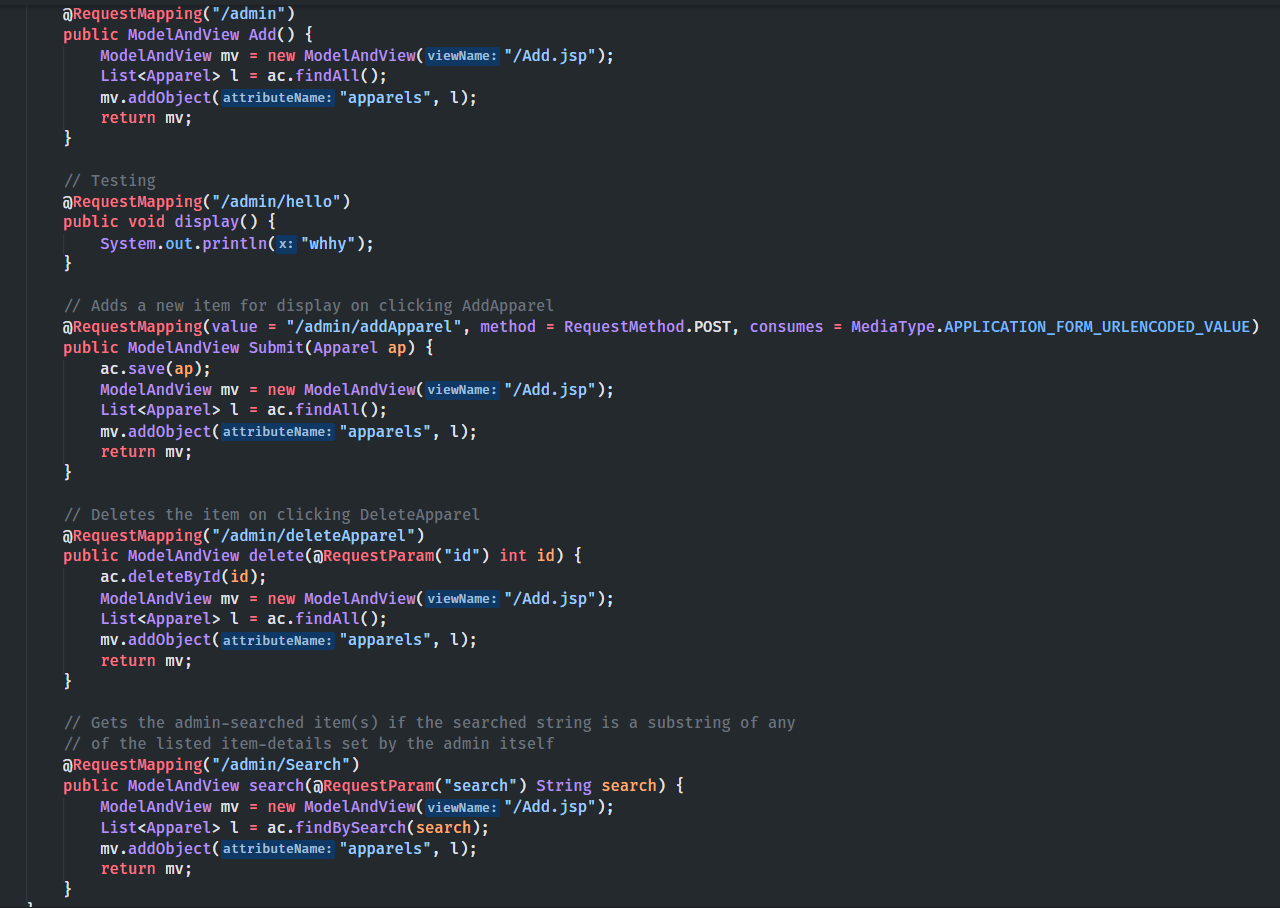 @RequestMapping("/admin")
public ModelAndView Add() {
ModelAndView mv = new ModelAndView( viewName: "/Add.jsp");
List<Apparel> l = ac.findAll();
mv.addObject( attributeName: "apparels", l);
return mv;
}
// Testing
@RequestMapping("/admin/hello")
public void display() {
System.out.println( x: "whhy");
}
// Adds a new item for display on clicking AddApparel
@RequestMapping(value = "/admin/addApparel", method = RequestMethod.POST, consumes = MediaType.APPLICATION_FORM_URLENCODED_VALUE)
public ModelAndView Submit(Apparel ap) {
ac.save(ap);
ModelAndView mv = new ModelAndView( viewName: "/Add.jsp");
List<Apparel> l = ac.findAll();
mv.addObject( attributeName: "apparels", l);
return mv;
}
// Deletes the item on clicking DeleteApparel
@RequestMapping("/admin/deleteApparel")
public ModelAndView delete(@RequestParam("id") int id) {
ac.deleteById(id);
ModelAndView mv = new ModelAndView( viewName: "/Add.jsp");
List<Apparel> l = ac.findAll();
mv.addObject( attributeName: "apparels", l);
return mv;
}
// Gets the admin-searched item(s) if the searched string is a substring of any
// of the listed item-details set by the admin itself
@RequestMapping("/admin/Search")
public ModelAndView search(@RequestParam("search") String search) {
ModelAndView mv = new ModelAndView( viewName: "/Add.jsp");
List<Apparel> l = ac.findBySearch(search);
mv.addObject( attributeName: "apparels", l);
return mv;
}